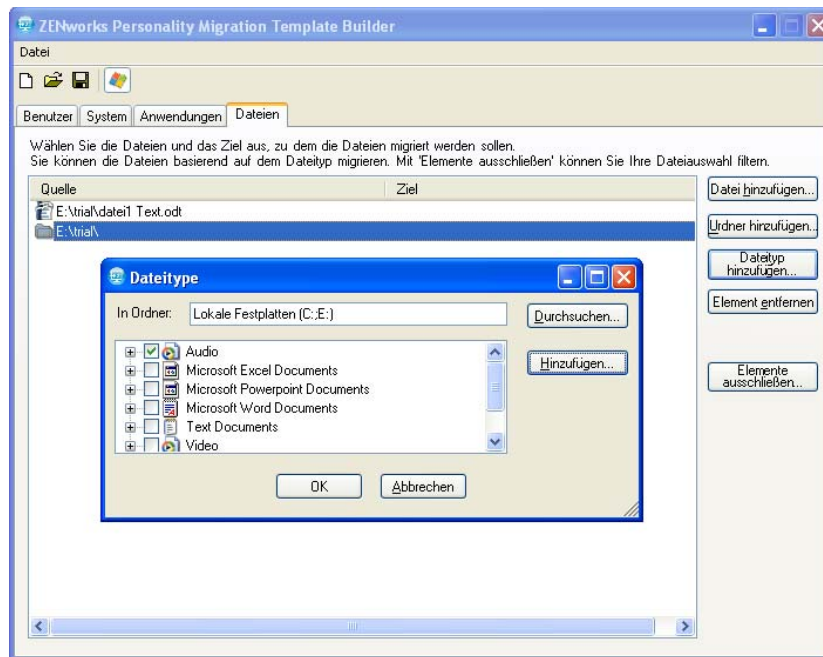 ZENworks Personality Migration Template Builder
Datei
Benutzer System Anwendungen Dateien
Wählen Sie die Dateien und das Ziel aus, zu dem die Dateien migriert werden sollen.
Sie können die Dateien basierend auf dem Dateityp migrieren. Mit 'Elemente ausschließen' können Sie Ihre Dateiauswahl filtern.
Quelle Ziel
E:\trial\datei1 Text.odt
E:\trial\
Datei hinzufügen...
Urdner hinzufügen...
Dateityp hinzufügen...
Element entfernen
Elemente ausschließen...
Dateitype
In Ordner: Lokale Festplatten (C:;E:)
Durchsuchen...
Audio
Microsoft Excel Documents
Microsoft Powerpoint Documents
Microsoft Word Documents
Text Documents
Video
Hinzufügen...
OK Abbrechen